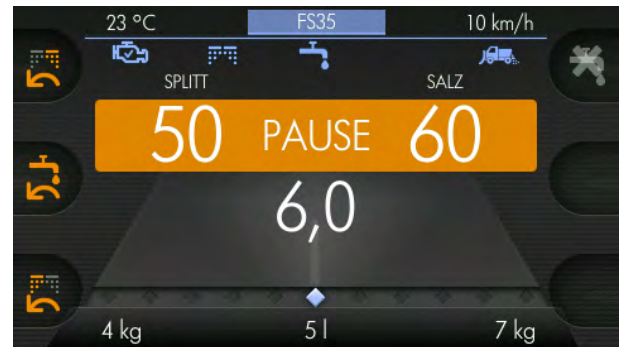 23 °C FS35 10 km/h
SPLITT SALZ
50 PAUSE 60
6,0
4 kg 5 l 7 kg